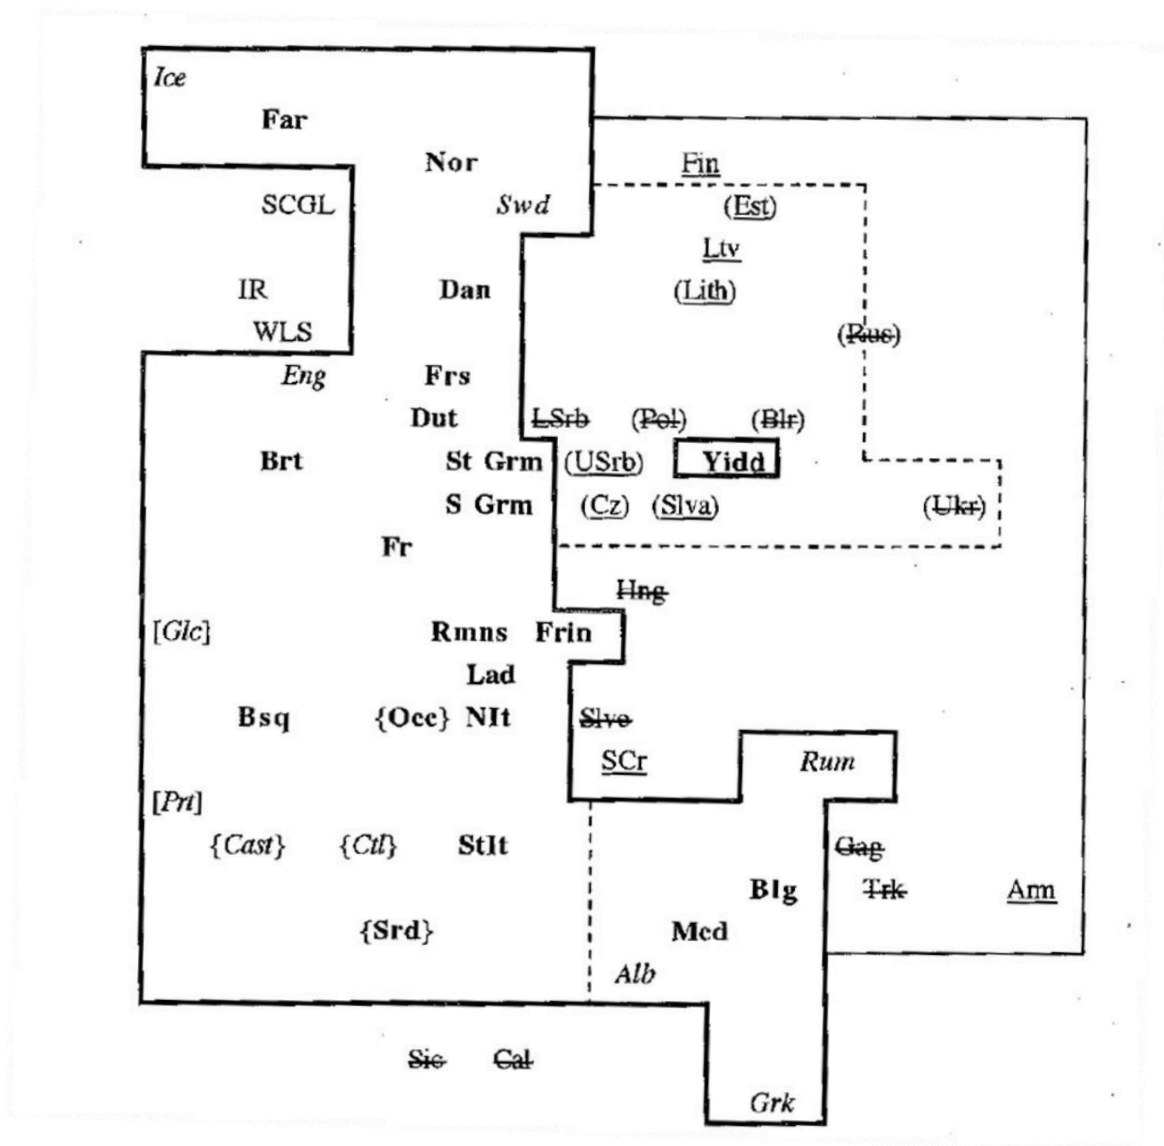 Ice
Far
Nor Fin
SCGL Swd (Est)
Ltv
IR Dan (Lith)
WLS (Rus)
Eng Frs
Dut LSrb (Pol) (Blr)
Brt St Grm (USrb) Yidd
S Grm (Cz) (Slva) (Ukr)
Fr
Hng
[Glc] Rmns Frin
Lad
Bsq {Occ} NIt Slve
SCr Rum
[Prt]
{Cast} {Ctl} StIt Gag
Blg Trk Arm
{Srd} Mcd
Alb
Sic Cal
Grk